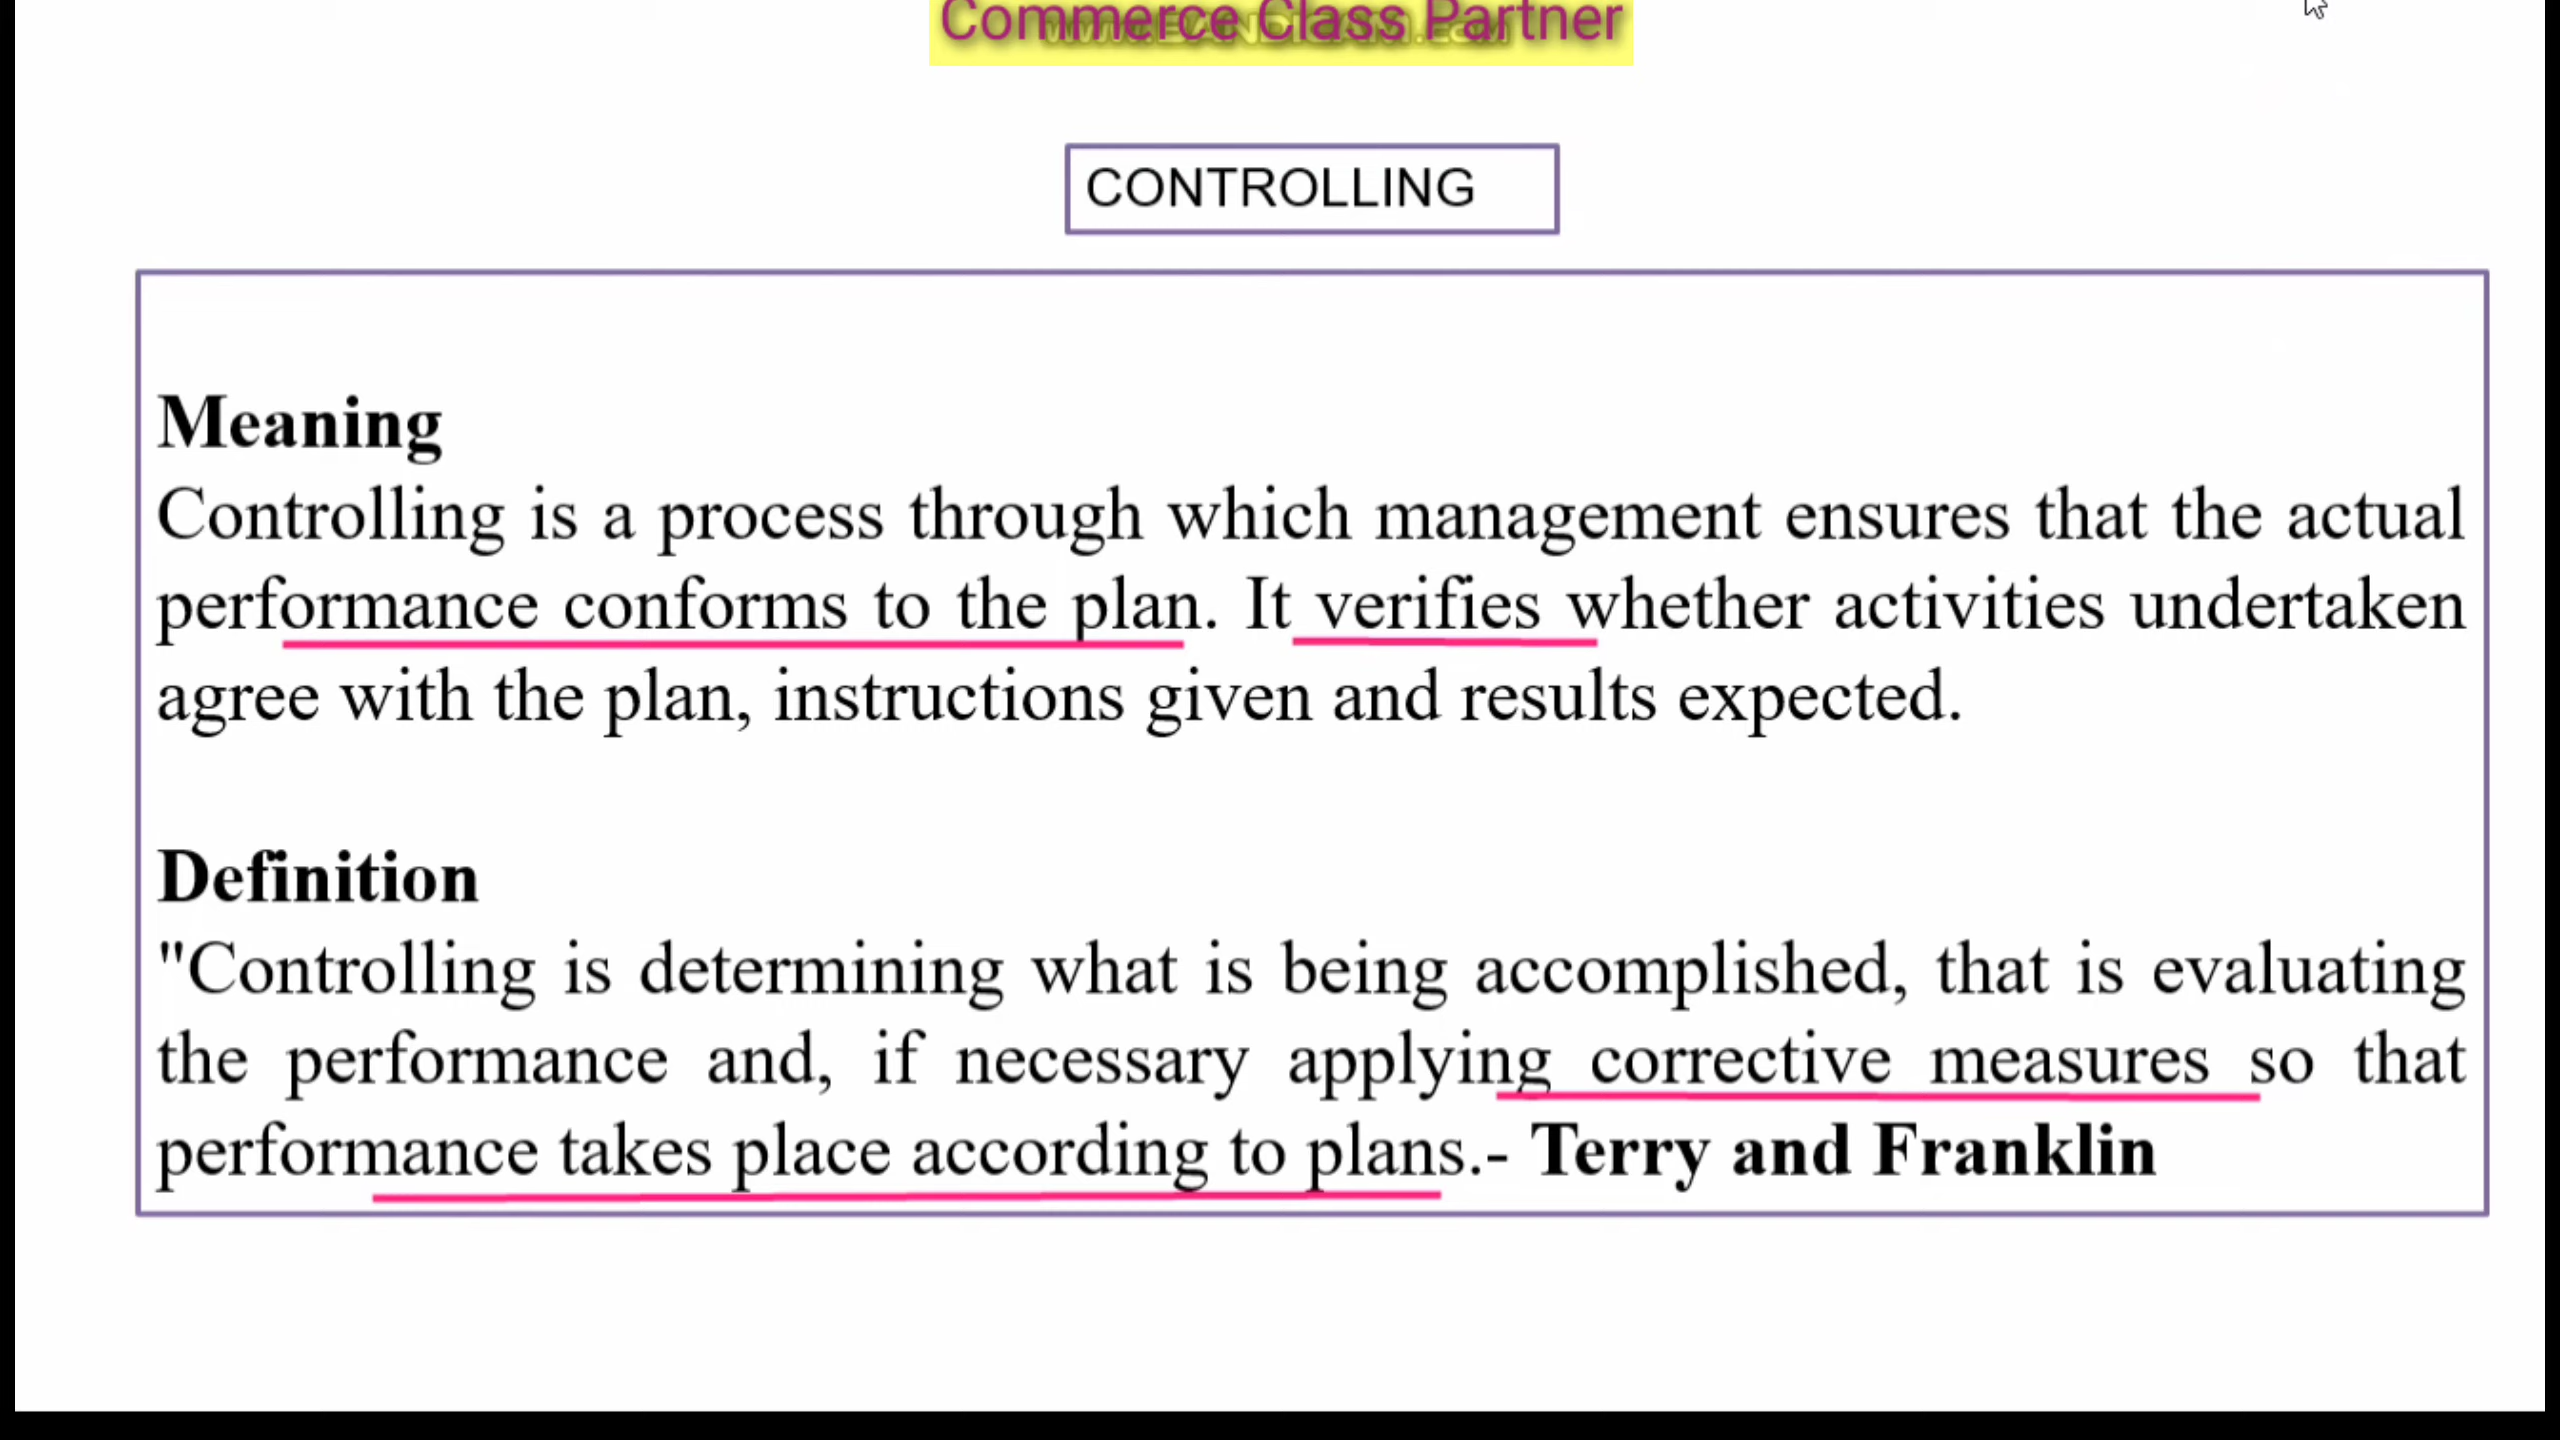 Commerce Class Partner
www.BANDICAM.com
CONTROLLING
Meaning
Controlling is a process through which management ensures that the actual
performance conforms to the plan. It verifies whether activities undertaken
agree with the plan, instructions given and results expected.
Definition
"Controlling is determining what is being accomplished, that is evaluating
the performance and, if necessary applying corrective measures so that
performance takes place according to plans.- Terry and Franklin